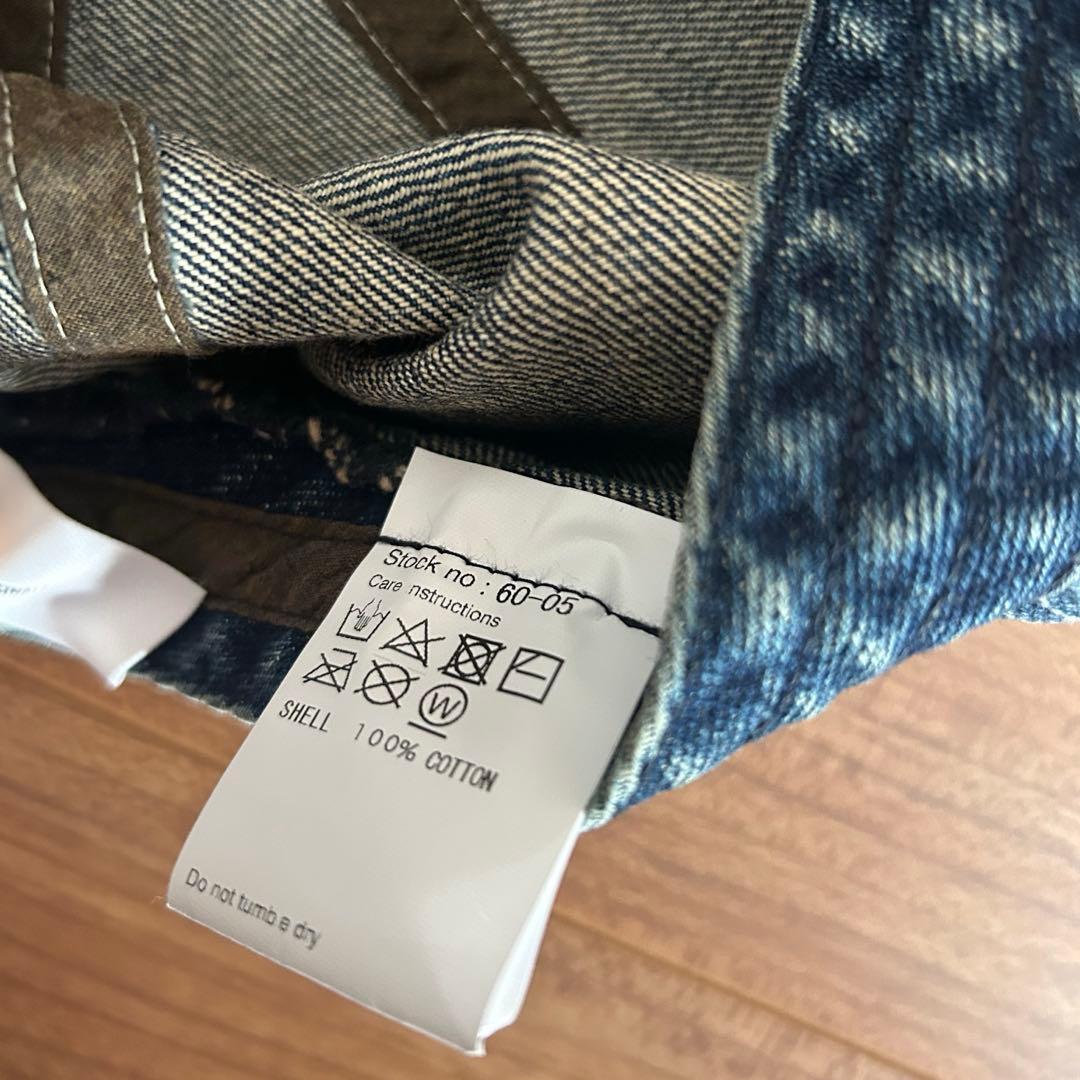 Stock no : 60-05
Care nstructions
W
SHELL 100% COTTON
Do not tumb e dry